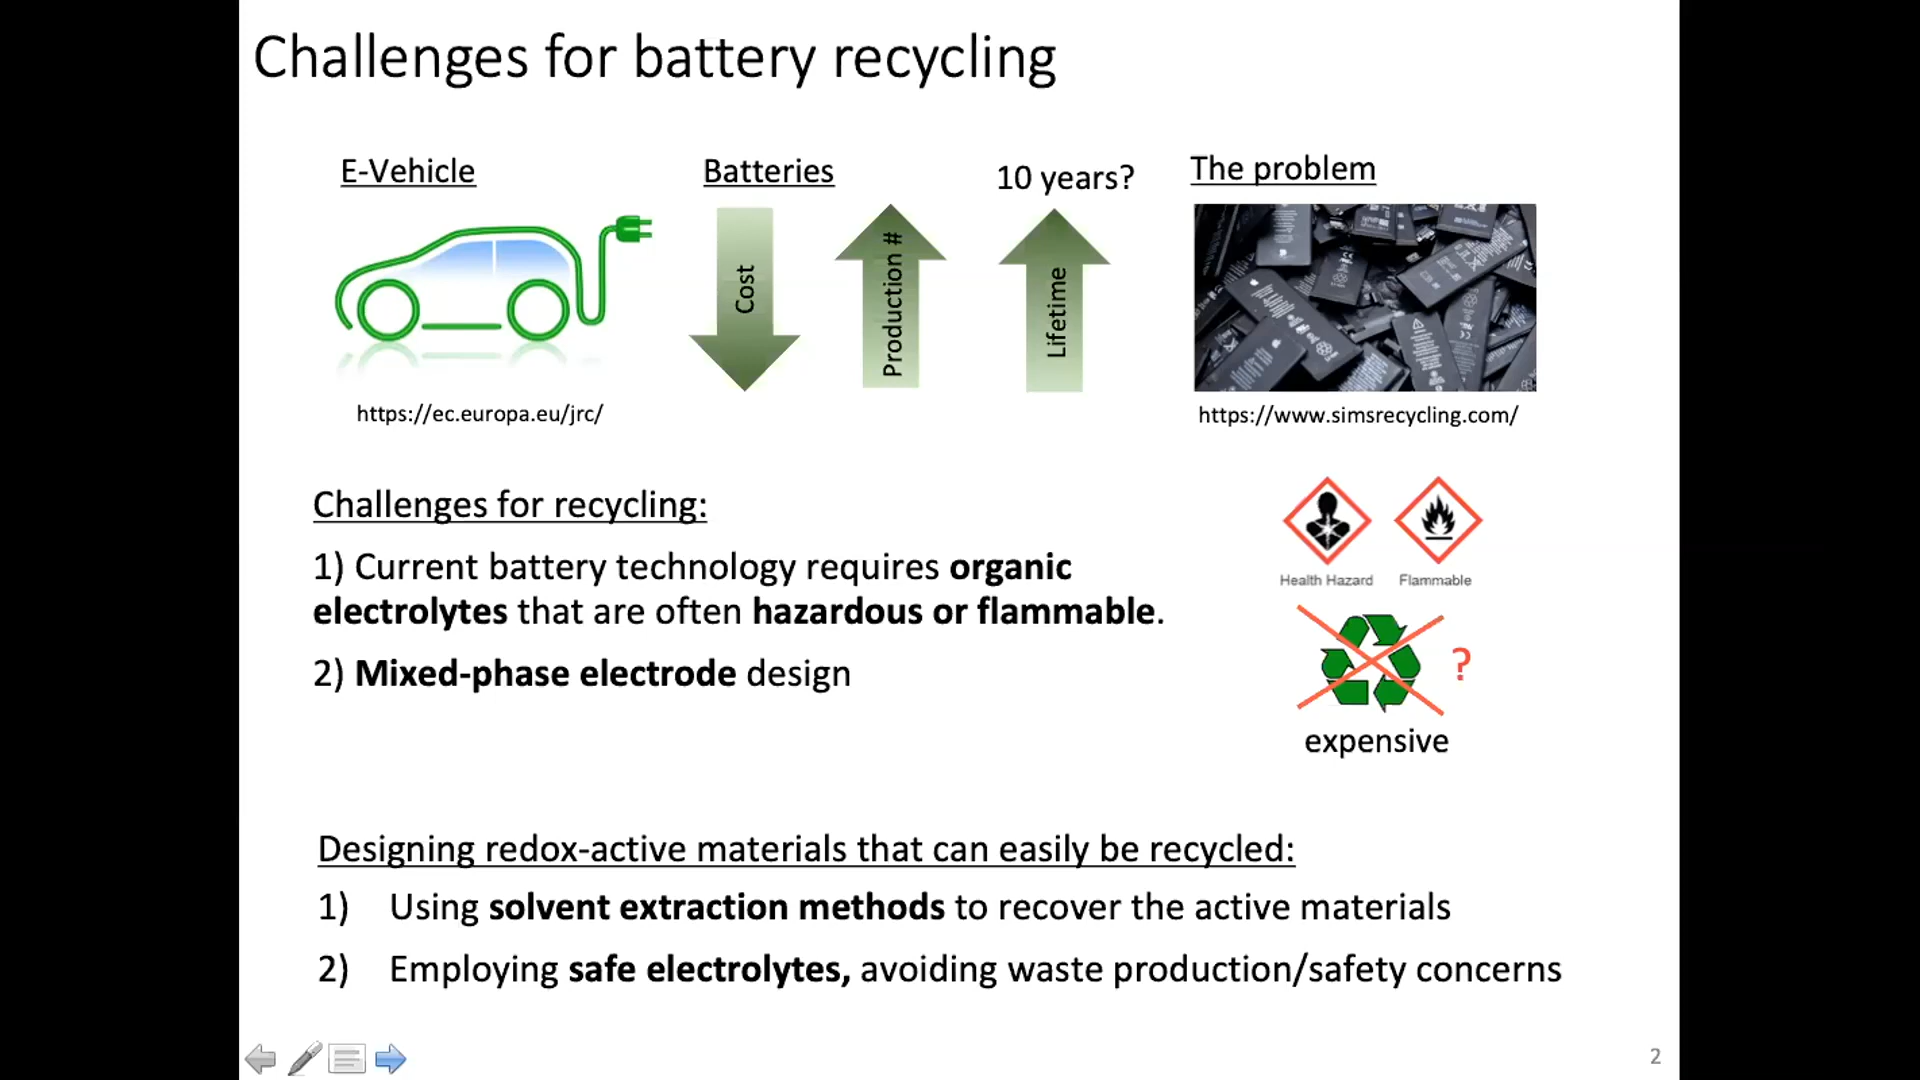 Challenges for battery recycling
E-Vehicle
Batteries
10 years?
The problem
Cost
Production #
Lifetime
https://ec.europa.eu/jrc/
https://www.simsrecycling.com/
Challenges for recycling:
1) Current battery technology requires organic
electrolytes that are often hazardous or flammable.
2) Mixed-phase electrode design
Health Hazard
Flammable
?
expensive
Designing redox-active materials that can easily be recycled:
1) Using solvent extraction methods to recover the active materials
2) Employing safe electrolytes, avoiding waste production/safety concerns
2